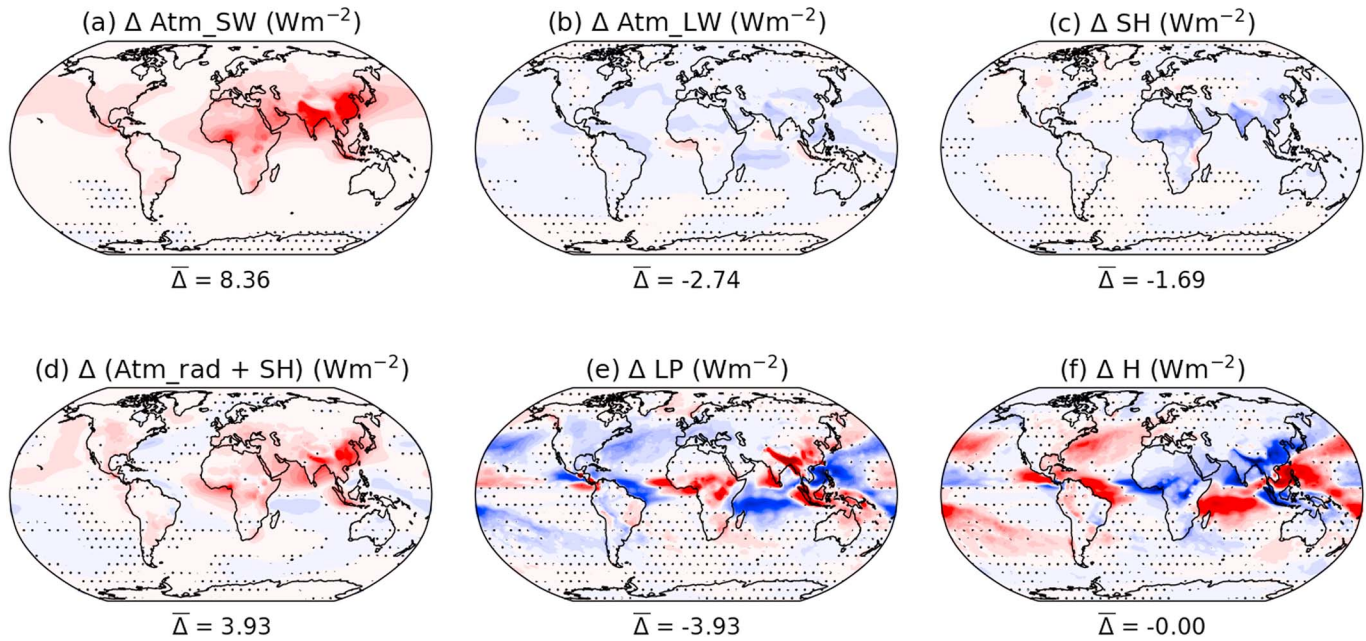 (a) Δ Atm_SW (Wm⁻²)
(b) Δ Atm_LW (Wm⁻²)
(c) Δ SH (Wm⁻²)
Δ̅ = 8.36
Δ̅ = -2.74
Δ̅ = -1.69
(d) Δ (Atm_rad + SH) (Wm⁻²)
(e) Δ LP (Wm⁻²)
(f) Δ H (Wm⁻²)
Δ̅ = 3.93
Δ̅ = -3.93
Δ̅ = -0.00